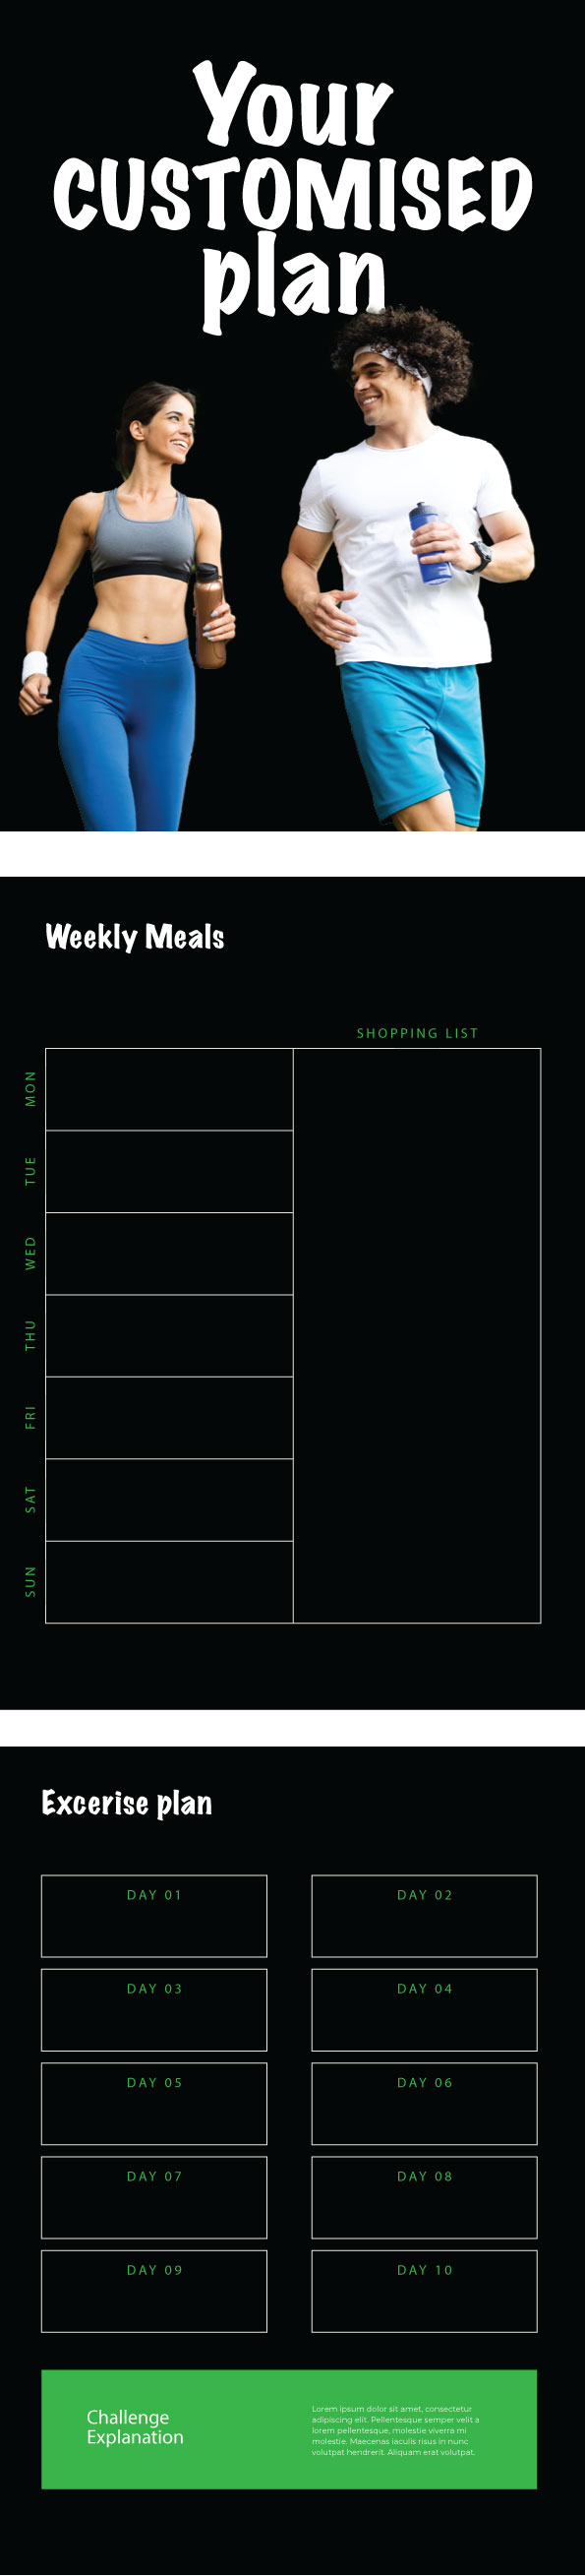 Your
CUSTOMISED
plan
Weekly Meals
SHOPPING LIST
MON
TUE
WED
THU
FRI
SAT
SUN
Excerise plan
DAY 01
DAY 02
DAY 03
DAY 04
DAY 05
DAY 06
DAY 07
DAY 08
DAY 09
DAY 10
Challenge
Explanation
Lorem ipsum dolor sit amet, consectetur
adipiscing elit. Pellentesque semper velit a
lorem pellentesque, molestie viverra mi
molestie. Maecenas iaculis risus in nunc
volutpat hendrerit. Aliquam erat volutpat.